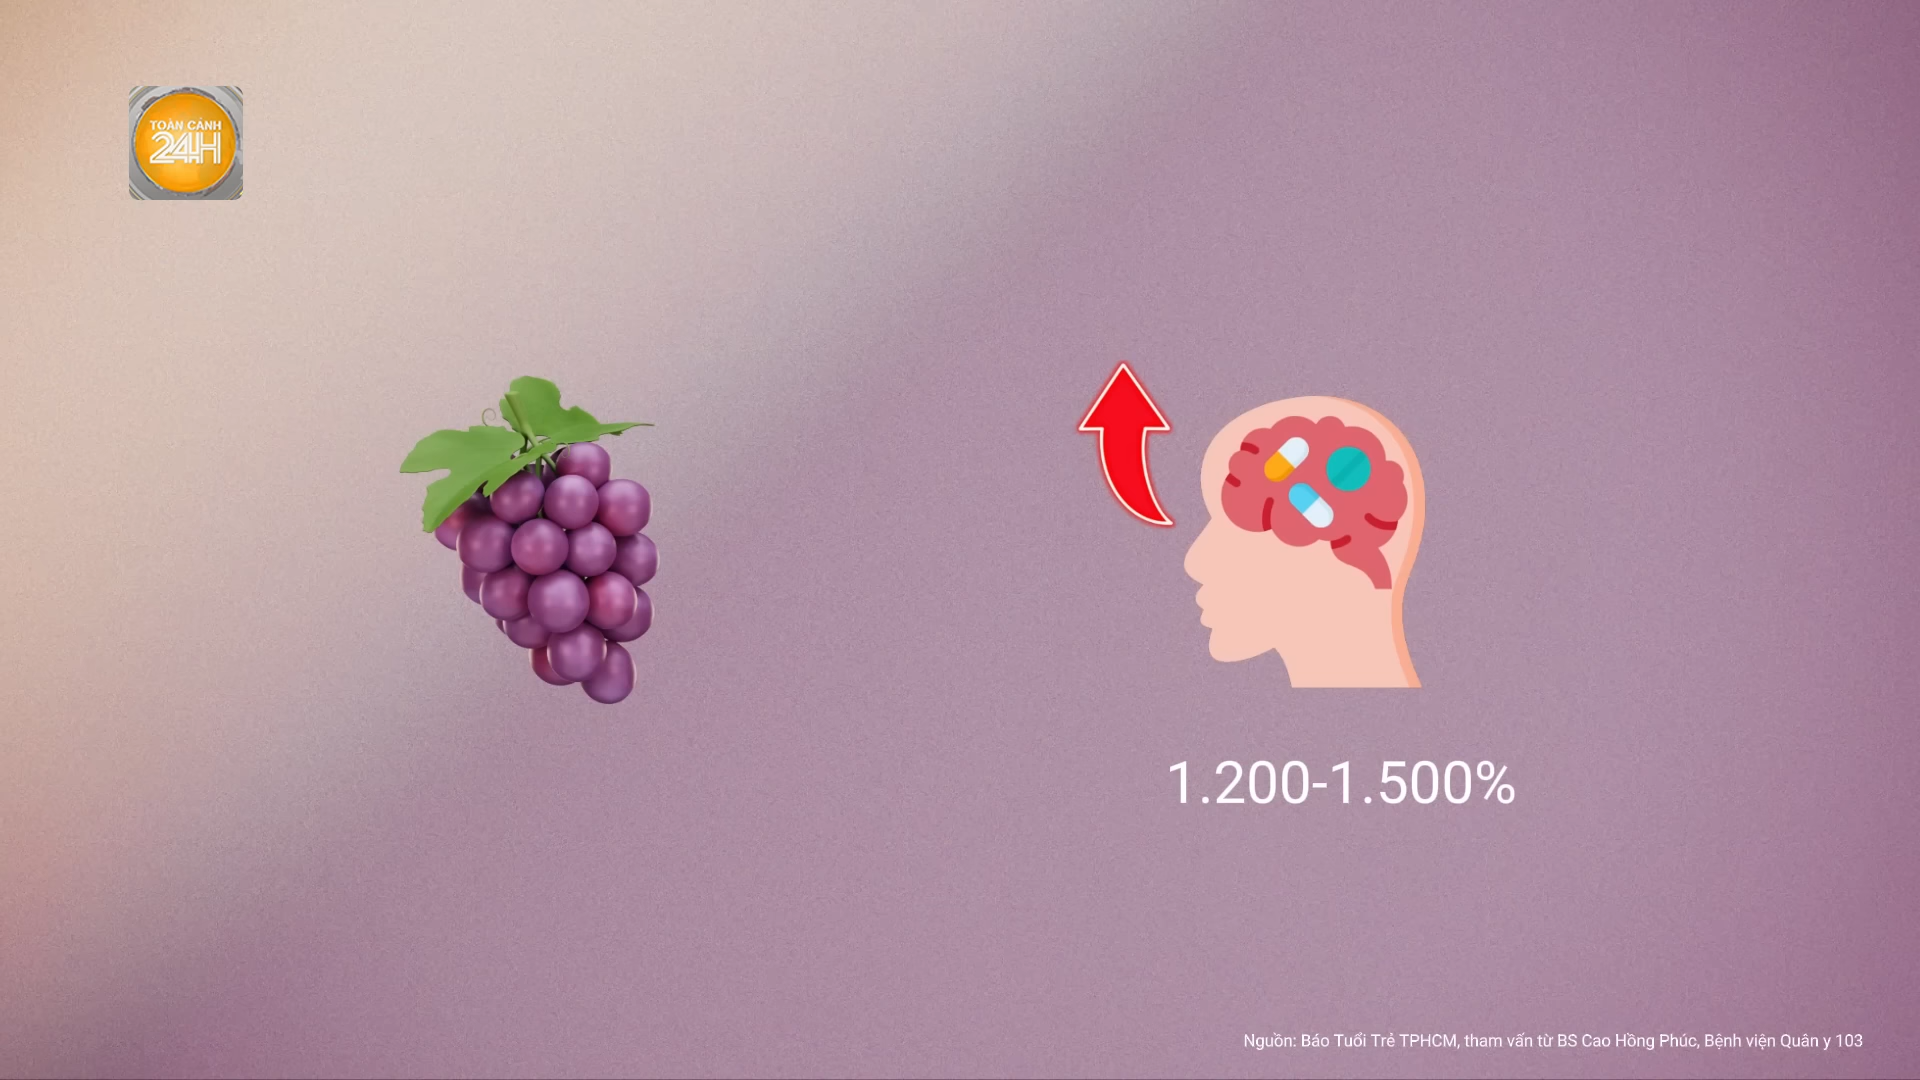 TOÀN CẢNH
24H
1.200-1.500%
Nguồn: Báo Tuổi Trẻ TPHCM, tham vấn từ BS Cao Hồng Phúc, Bệnh viện Quân y 103